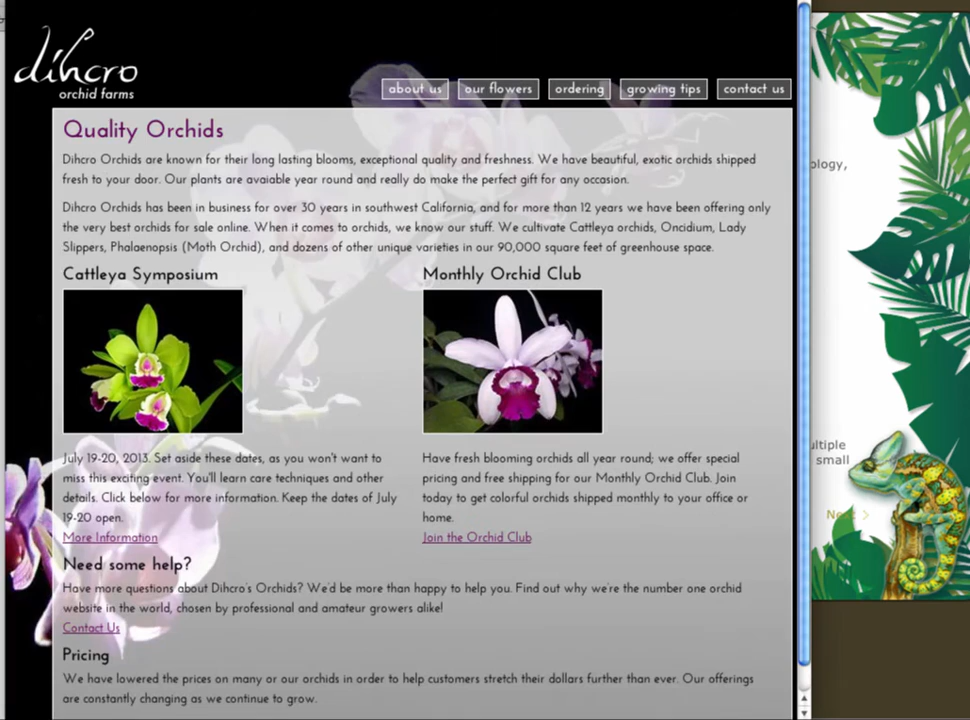 dihcro
orchid farms
about us our flowers ordering growing tips contact us
Quality Orchids
Dihcro Orchids are known for their long lasting blooms, exceptional quality and freshness. We have beautiful, exotic orchids shipped
fresh to your door. Our plants are avaiable year round and really do make the perfect gift for any occasion.
Dihcro Orchids has been in business for over 30 years in southwest California, and for more than 12 years we have been offering only
the very best orchids for sale online. When it comes to orchids, we know our stuff. We cultivate Cattleya orchids, Oncidium, Lady
Slippers, Phalaenopsis (Moth Orchid), and dozens of other unique varieties in our 90,000 square feet of greenhouse space.
Cattleya Symposium
July 19-20, 2013. Set aside these dates, as you won't want to
miss this exciting event. You'll learn care techniques and other
details. Click below for more information. Keep the dates of July
19-20 open.
More Information
Monthly Orchid Club
Have fresh blooming orchids all year round; we offer special
pricing and free shipping for our Monthly Orchid Club. Join
today to get colorful orchids shipped monthly to your office or
home.
Join the Orchid Club
Need some help?
Have more questions about Dihcro's Orchids? We'd be more than happy to help you. Find out why we're the number one orchid
website in the world, chosen by professional and amateur growers alike!
Contact Us
Pricing
We have lowered the prices on many or our orchids in order to help customers stretch their dollars further than ever. Our offerings
are constantly changing as we continue to grow.
ology,
ultiple
small
Next